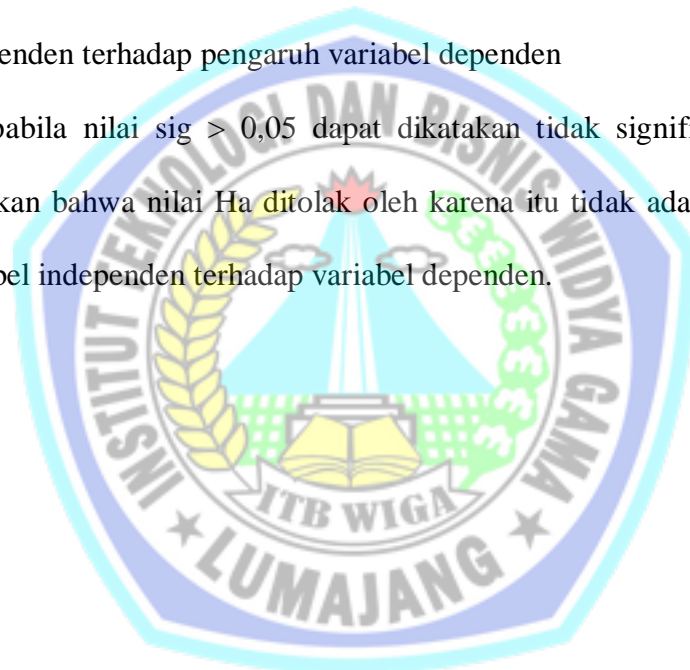 enden terhadap pengaruh variabel dependen
abila nilai sig > 0,05 dapat dikatakan tidak signif
kan bahwa nilai Ha ditolak oleh karena itu tidak ada
bel independen terhadap variabel dependen.
INSTITUT TEKNOLOGI DAN BISNIS WIDYA GAMA
ITB WIGA
LUMAJANG